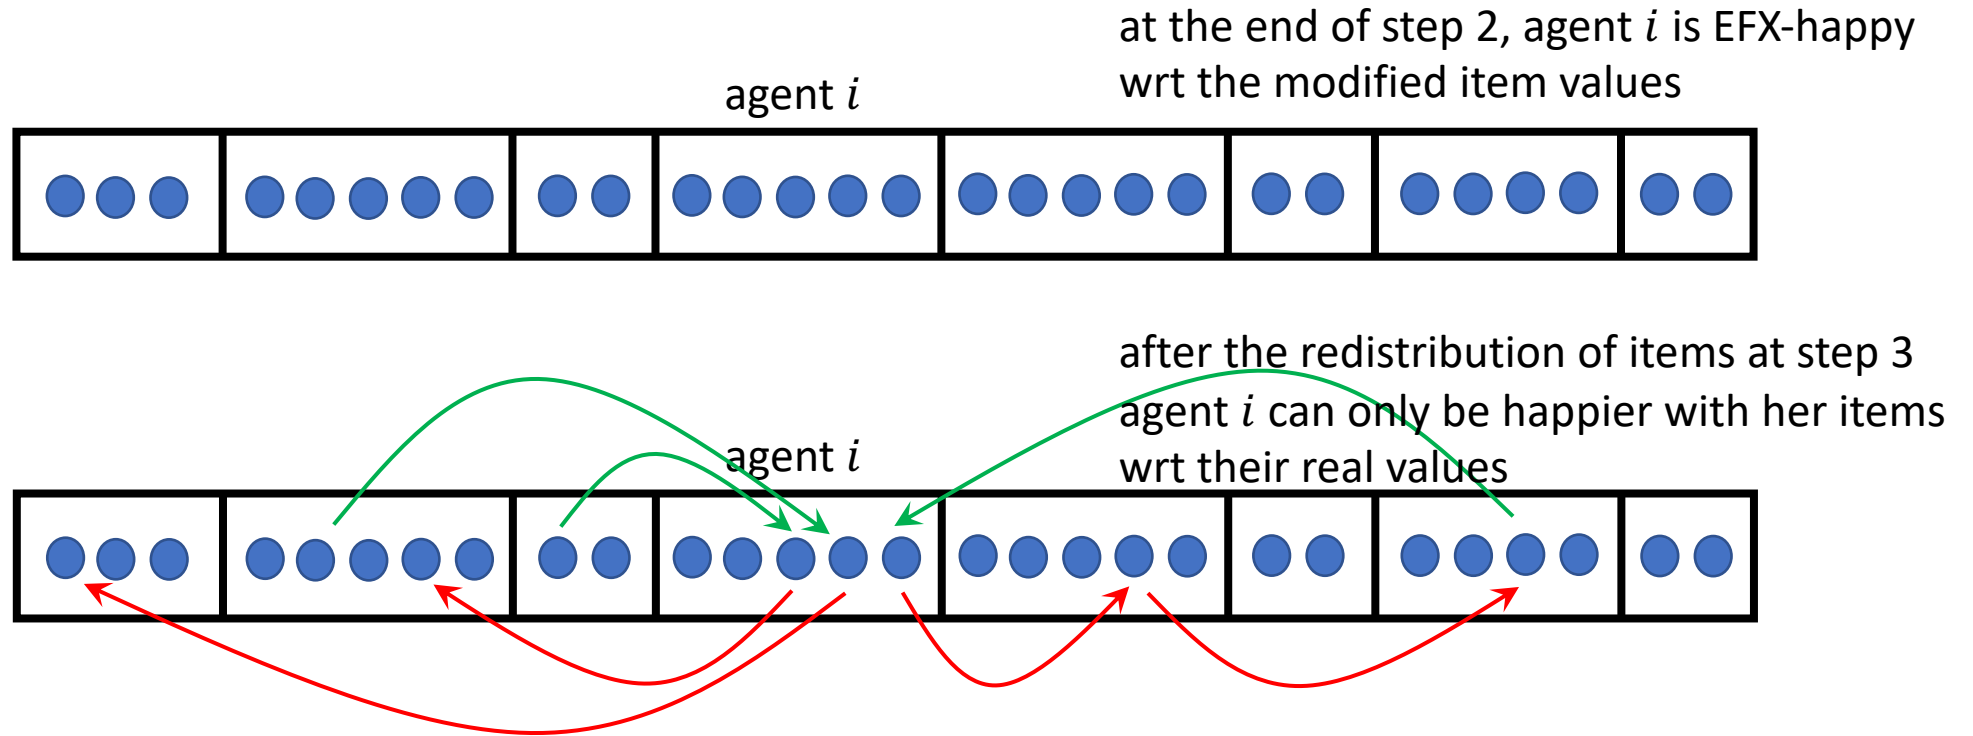 at the end of step 2, agent i is EFX-happy
wrt the modified item values
agent i
after the redistribution of items at step 3
agent i can only be happier with her items
wrt their real values
agent i